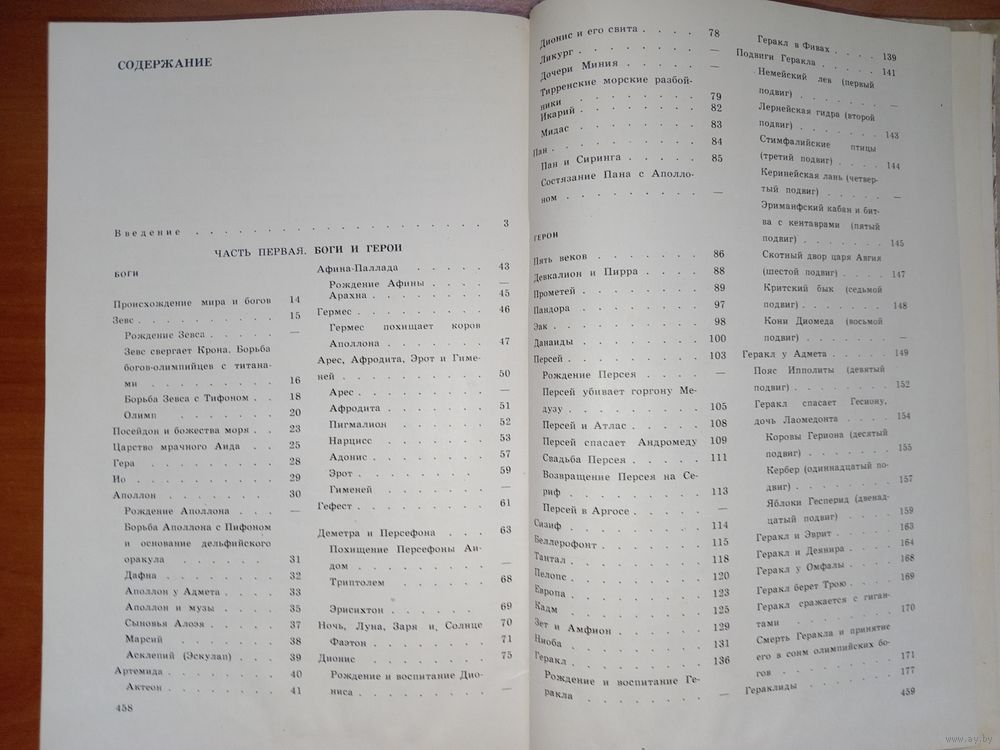 СОДЕРЖАНИЕ
Введение . . . . . . . . . . . . . . . . 3
ЧАСТЬ ПЕРВАЯ. БОГИ И ГЕРОИ
БОГИ
Происхождение мира и богов 14
Зевс . . . . . . . . . . 15
Рождение Зевса . . . . . —
Зевс свергает Крона. Борьба
богов-олимпийцев с титана-
ми . . . . . . . . . . 16
Борьба Зевса с Тифоном . . 18
Олимп . . . . . . . . 20
Посейдон и божества моря . . 23
Царство мрачного Аида . . 25
Гера . . . . . . . . . . 28
Ио . . . . . . . . . . 29
Аполлон . . . . . . . . 30
Рождение Аполлона . . . . —
Борьба Аполлона с Пифоном
и основание дельфийского
оракула . . . . . . . . 31
Дафна . . . . . . . . 32
Аполлон у Адмета . . . . 33
Аполлон и музы . . . . 35
Сыновья Алоэя . . . . . 37
Марсий . . . . . . . . 38
Асклепий (Эскулап) . . . 39
Артемида . . . . . . . . 40
Актеон . . . . . . . . 41
458
Афина-Паллада . . . . . 43
Рождение Афины . . . . —
Арахна . . . . . . . . 45
Гермес . . . . . . . . . 46
Гермес похищает коров
Аполлона . . . . . . . 47
Арес, Афродита, Эрот и Гиме-
ней . . . . . . . . . . 50
Арес . . . . . . . . . —
Афродита . . . . . . . 51
Пигмалион . . . . . . 52
Нарцисс . . . . . . . 53
Адонис . . . . . . . . 57
Эрот . . . . . . . . . 59
Гименей . . . . . . . —
Гефест . . . . . . . . . 61
Деметра и Персефона . . . 63
Похищение Персефоны Аи-
дом . . . . . . . . . —
Триптолем . . . . . . 68
Эрисихтон . . . . . . 69
Ночь, Луна, Заря и, Солнце 70
Фаэтон . . . . . . . . 71
Дионис . . . . . . . . . 75
Рождение и воспитание Дио-
ниса . . . . . . . . . —
Дионис и его свита . . . . 78
Ликург . . . . . . . . —
Дочери Миния . . . . . —
Тирренские морские разбой-
ники . . . . . . . . 79
Икарий . . . . . . . . 82
Мидас . . . . . . . . 83
Пан . . . . . . . . . . 84
Пан и Сиринга . . . . . 85
Состязание Пана с Аполло-
ном . . . . . . . . . —
ГЕРОИ
Пять веков . . . . . . . 86
Девкалион и Пирра . . . . 88
Прометей . . . . . . . . 89
Пандора . . . . . . . . 97
Эак . . . . . . . . . . 98
Данаиды . . . . . . . . 100
Персей . . . . . . . . . 103
Рождение Персея . . . . —
Персей убивает горгону Ме-
дузу . . . . . . . . . 105
Персей и Атлас . . . . . 108
Персей спасает Андромеду 109
Свадьба Персея . . . . . 111
Возвращение Персея на Се-
риф . . . . . . . . . 113
Персей в Аргосе . . . . . —
Сизиф . . . . . . . . . 114
Беллерофонт . . . . . . . 115
Тантал . . . . . . . . . 118
Пелопс . . . . . . . . . 120
Европа . . . . . . . . . 123
Кадм . . . . . . . . . . 125
Зет и Амфион . . . . . . 129
Ниоба . . . . . . . . . 131
Геракл . . . . . . . . . 136
Рождение и воспитание Ге-
ракла . . . . . . . . —
Геракл в Фивах . . . . 139
Подвиги Геракла . . . . . 141
Немейский лев (первый
подвиг) . . . . . . . —
Лернейская гидра (второй
подвиг) . . . . . . . 143
Стимфалийские птицы
(третий подвиг) . . . . 144
Керинейская лань (четвер-
тый подвиг) . . . . . —
Эриманфский кабан и бит-
ва с кентаврами (пятый
подвиг) . . . . . . . 145
Скотный двор царя Авгия
(шестой подвиг) . . . . 147
Критский бык (седьмой
подвиг) . . . . . . . 148
Кони Диомеда (восьмой
подвиг) . . . . . . . —
Геракл у Адмета . . . . . 149
Пояс Ипполиты (девятый
подвиг) . . . . . . . 152
Геракл спасает Гесиону,
дочь Лаомедонта . . . . 154
Коровы Гериона (десятый
подвиг) . . . . . . . 155
Кербер (одиннадцатый по-
двиг) . . . . . . . . 157
Яблоки Гесперид (двенад-
цатый подвиг) . . . . 159
Геракл и Эврит . . . . . 163
Геракл и Деянира . . . . 164
Геракл у Омфалы . . . . 168
Геракл берет Трою . . . . 169
Геракл сражается с гиган-
тами . . . . . . . . 170
Смерть Геракла и принятие
его в сонм олимпийских бо-
гов . . . . . . . . . 171
Гераклиды . . . . . . . 177
459
www.ay.by